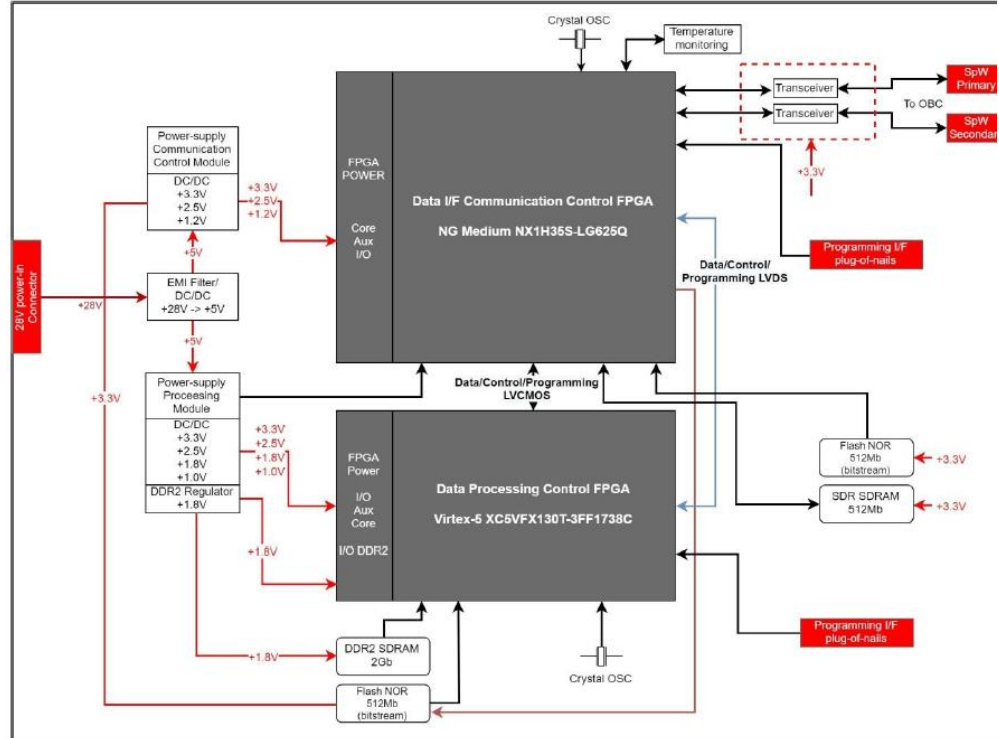 Crystal OSC
Temperature
monitoring
Transceiver
Transceiver
SpW
Primary
To OBC
SpW
Secondar
+3.3V
Power-supply
Communication
Control Module
DC/DC
+3.3V
+2.5V
+1.2V
+3.3V
+2.5V
+1.2V
FPGA
POWER
Core
Aux
I/O
Data I/F Communication Control FPGA
NG Medium NX1H35S-LG625Q
Programming I/F
plug-of-nails
Data/Control/
Programming LVDS
28V power-in
Connector
+28V
+5V
EMI Filter/
DC/DC
+28V -> +5V
+5V
+3.3V
Power-supply
Proceesing
Module
DC/DC
+3.3V
+2.5V
+1.8V
+1.0V
DDR2 Regulator
+1.8V
+3.3V
+2.5V
+1.8V
+1.0V
+1.8V
Data/Control/Programming
LVCMOS
FPGA
Power
I/O
Aux
Core
I/O DDR2
Data Processing Control FPGA
Virtex-5 XC5VFX130T-3FF1738C
Flash NOR
512Mb
(bitstream)
+3.3V
SDR SDRAM
512Mb
+3.3V
Programming I/F
plug-of-nails
+1.8V
DDR2 SDRAM
2Gb
Flash NOR
512Mb
(bitstream)
Crystal OSC